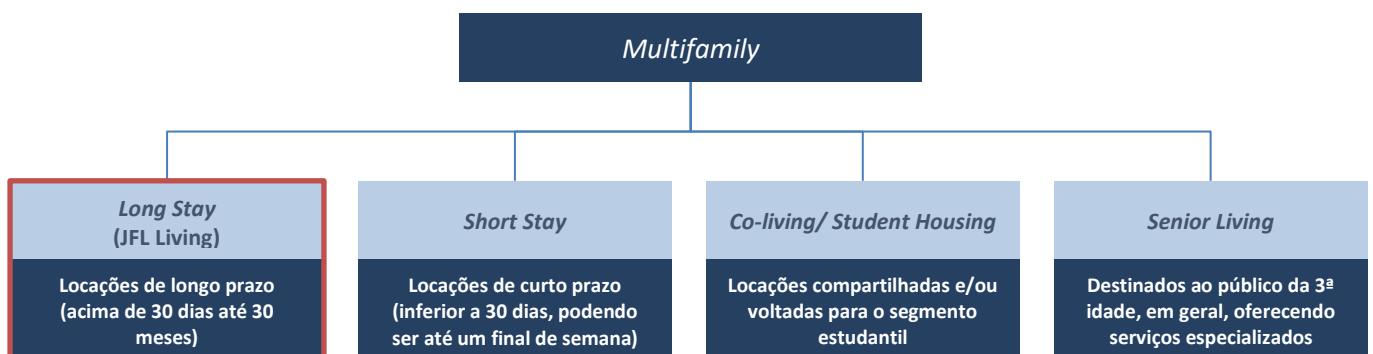 Multifamily
Long Stay
(JFL Living)
Locações de longo prazo
(acima de 30 dias até 30
meses)
Short Stay
Locações de curto prazo
(inferior a 30 dias, podendo
ser até um final de semana)
Co-living/ Student Housing
Locações compartilhadas e/ou
voltadas para o segmento
estudantil
Senior Living
Destinados ao público da 3ª
idade, em geral, oferecendo
serviços especializados